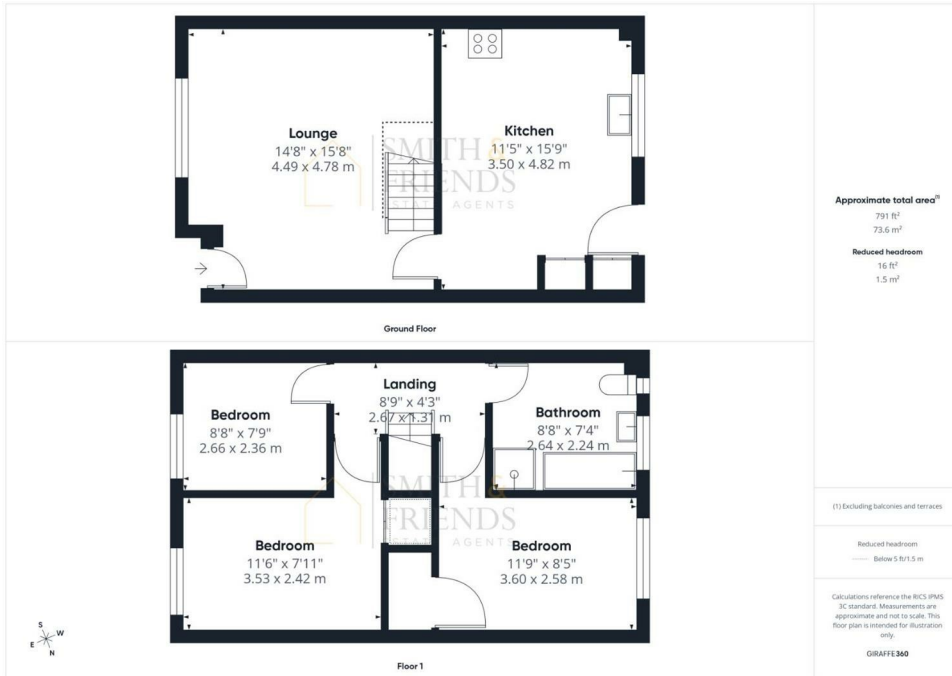 Lounge
14'8" x 15'8"
4.49 x 4.78 m
Kitchen
11'5" x 15'9"
3.50 x 4.82 m
SMITH &
FRIENDS
ESTATE AGENTS
Ground Floor
Landing
8'9" x 4'3"
2.67 x 1.31 m
Bedroom
8'8" x 7'9"
2.66 x 2.36 m
Bathroom
8'8" x 7'4"
2.64 x 2.24 m
SMITH &
FRIENDS
ESTATE AGENTS
Bedroom
11'6" x 7'11"
3.53 x 2.42 m
Bedroom
11'9" x 8'5"
3.60 x 2.58 m
S
W
E
N
Floor 1
Approximate total area(1)
791 ft²
73.6 m²
Reduced headroom
16 ft²
1.5 m²
(1) Excluding balconies and terraces
Reduced headroom
Below 5 ft/1.5 m
Calculations reference the RICS IPMS
3C standard. Measurements are
approximate and not to scale. This
floor plan is intended for illustration
only.
GIRAFFE360